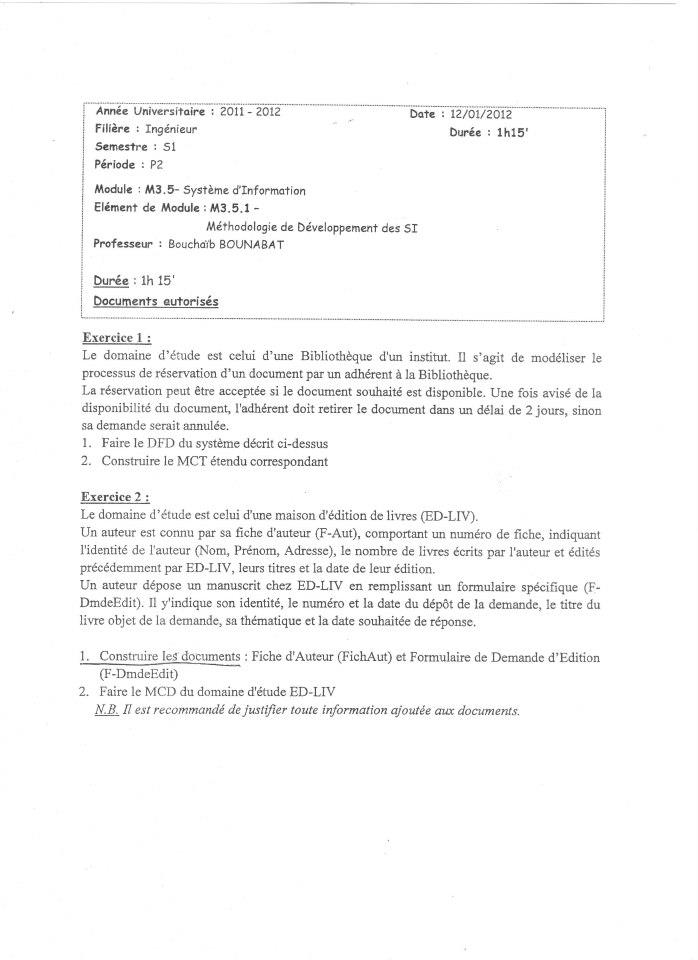 Année Universitaire : 2011 - 2012 Date : 12/01/2012
Filière : Ingénieur Durée : 1h15'
Semestre : S1
Période : P2
Module : M3.5– Système d'Information
Elément de Module : M3.5.1 –
Méthodologie de Développement des SI
Professeur : Bouchaïb BOUNABAT
Durée : 1h 15'
Documents autorisés
Exercice 1 :
Le domaine d'étude est celui d'une Bibliothèque d'un institut. Il s'agit de modéliser le
processus de réservation d'un document par un adhérent à la Bibliothèque.
La réservation peut être acceptée si le document souhaité est disponible. Une fois avisé de la
disponibilité du document, l'adhérent doit retirer le document dans un délai de 2 jours, sinon
sa demande serait annulée.
1. Faire le DFD du système décrit ci-dessus
2. Construire le MCT étendu correspondant
Exercice 2 :
Le domaine d'étude est celui d'une maison d'édition de livres (ED-LIV).
Un auteur est connu par sa fiche d'auteur (F-Aut), comportant un numéro de fiche, indiquant
l'identité de l'auteur (Nom, Prénom, Adresse), le nombre de livres écrits par l'auteur et édités
précédemment par ED-LIV, leurs titres et la date de leur édition.
Un auteur dépose un manuscrit chez ED-LIV en remplissant un formulaire spécifique (F-
DmdeEdit). Il y'indique son identité, le numéro et la date du dépôt de la demande, le titre du
livre objet de la demande, sa thématique et la date souhaitée de réponse.
1. Construire les documents : Fiche d'Auteur (FichAut) et Formulaire de Demande d'Edition
(F-DmdeEdit)
2. Faire le MCD du domaine d'étude ED-LIV
N.B. Il est recommandé de justifier toute information ajoutée aux documents.